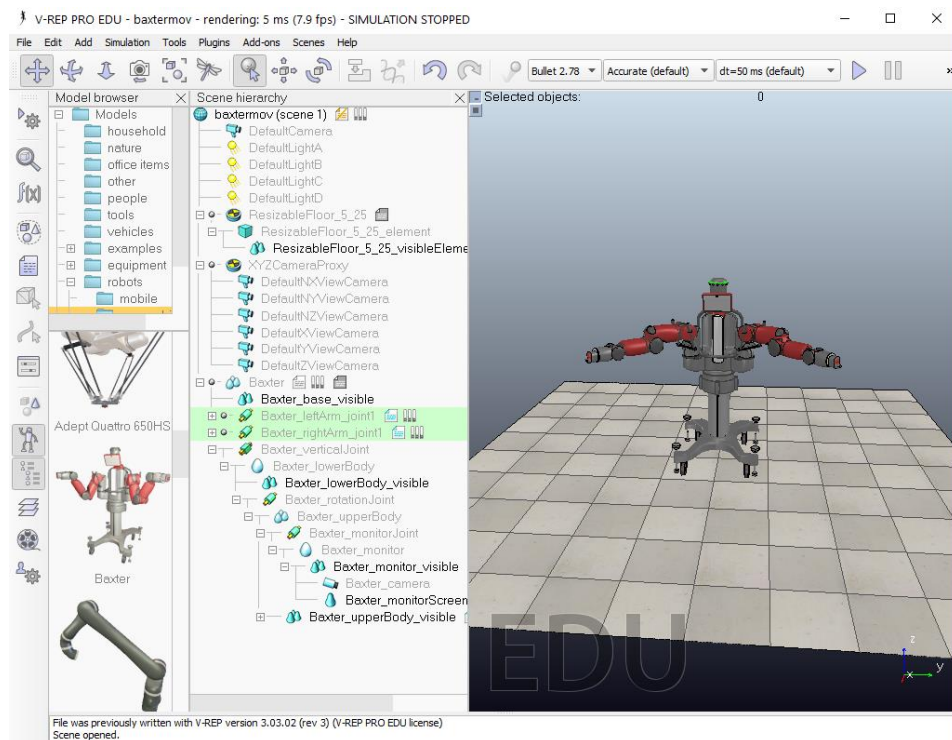 V-REP PRO EDU - baxtermov - rendering: 5 ms (7.9 fps) - SIMULATION STOPPED
File Edit Add Simulation Tools Plugins Add-ons Scenes Help
Bullet 2.78 Accurate (default) dt=50 ms (default) »
Model browser
Models
household
nature
office items
other
people
tools
vehicles
examples
equipment
robots
mobile
Adept Quattro 650HS
Baxter
Scene hierarchy
baxtermov (scene 1)
DefaultCamera
DefaultLightA
DefaultLightB
DefaultLightC
DefaultLightD
ResizableFloor_5_25
ResizableFloor_5_25_element
ResizableFloor_5_25_visibleEleme
XYZCameraProxy
DefaultNXViewCamera
DefaultNYViewCamera
DefaultNZViewCamera
DefaultXViewCamera
DefaultYViewCamera
DefaultZViewCamera
Baxter
Baxter_base_visible
Baxter_leftArm_joint1
Baxter_rightArm_joint1
Baxter_verticalJoint
Baxter_lowerBody
Baxter_lowerBody_visible
Baxter_rotationJoint
Baxter_upperBody
Baxter_monitorJoint
Baxter_monitor
Baxter_monitor_visible
Baxter_camera
Baxter_monitorScreen
Baxter_upperBody_visible
Selected objects: 0
EDU
z
x
y
File was previously written with V-REP version 3.03.02 (rev 3) (V-REP PRO EDU license)
Scene opened.